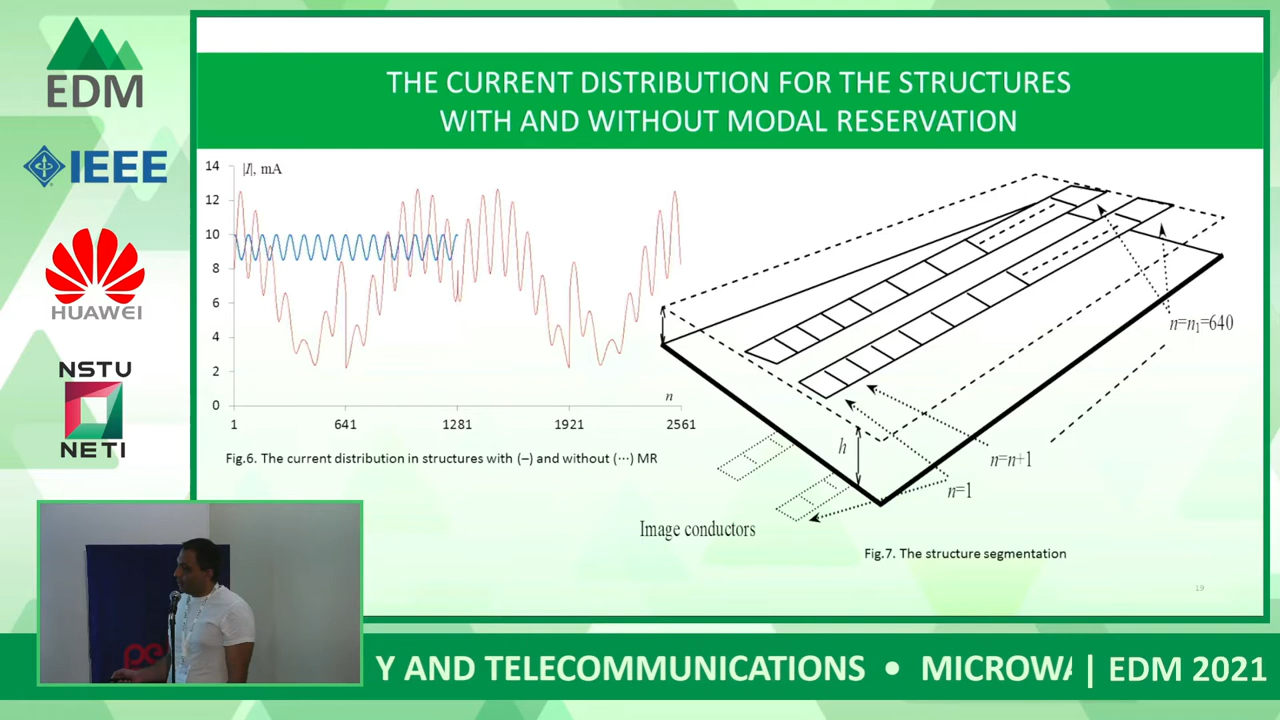 EDM
IEEE
HUAWEI
NSTU
NETI
THE CURRENT DISTRIBUTION FOR THE STRUCTURES
WITH AND WITHOUT MODAL RESERVATION
|I|, mA
14
12
10
8
6
4
2
0
n
1 641 1281 1921 2561
Fig.6. The current distribution in structures with (–) and without (···) MR
n=n₁=640
h
n=n+1
n=1
Image conductors
Fig.7. The structure segmentation
19
Y AND TELECOMMUNICATIONS • MICROWA | EDM 2021